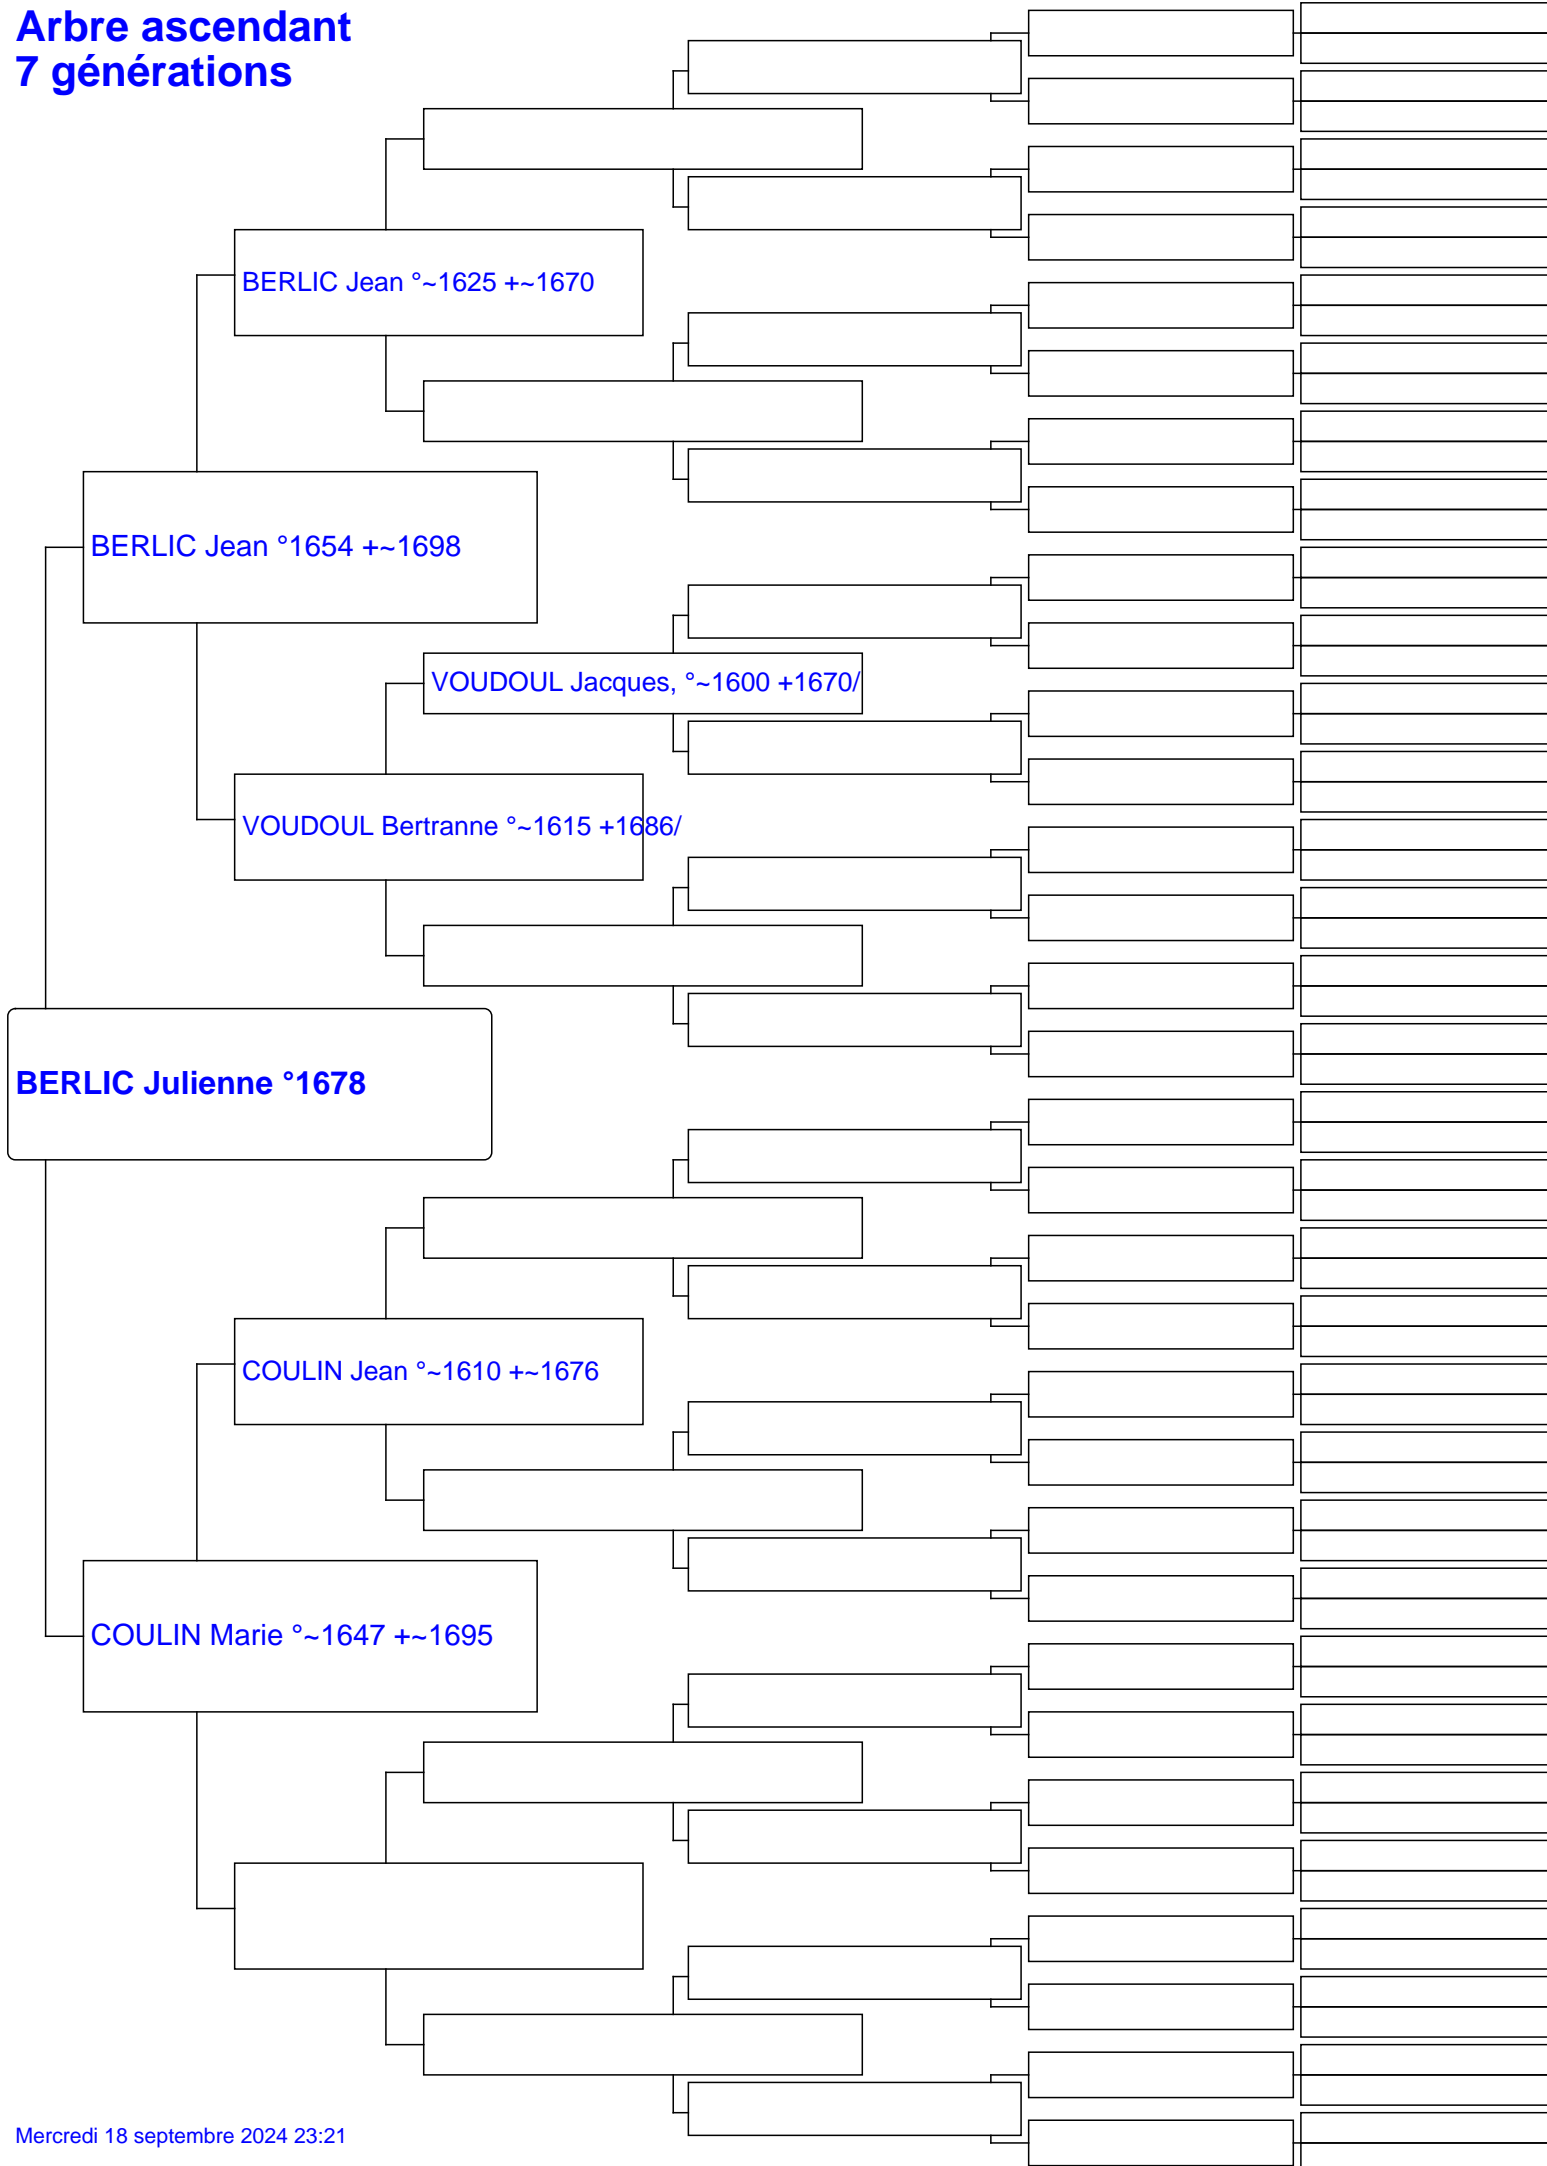 Arbre ascendant
7 générations
BERLIC Jean °~1625 +~1670
BERLIC Jean °1654 +~1698
VOUDOUL Jacques, °~1600 +1670/
VOUDOUL Bertranne °~1615 +1686/
BERLIC Julienne °1678
COULIN Jean °~1610 +~1676
COULIN Marie °~1647 +~1695
Mercredi 18 septembre 2024 23:21